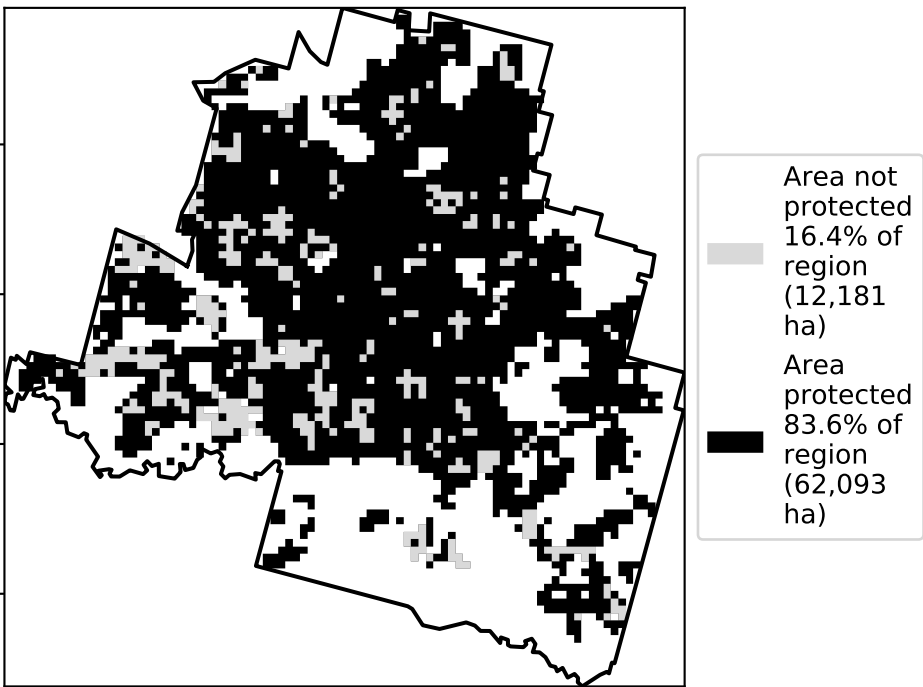 Area not
protected
16.4% of
region
(12,181
ha)
Area
protected
83.6% of
region
(62,093
ha)